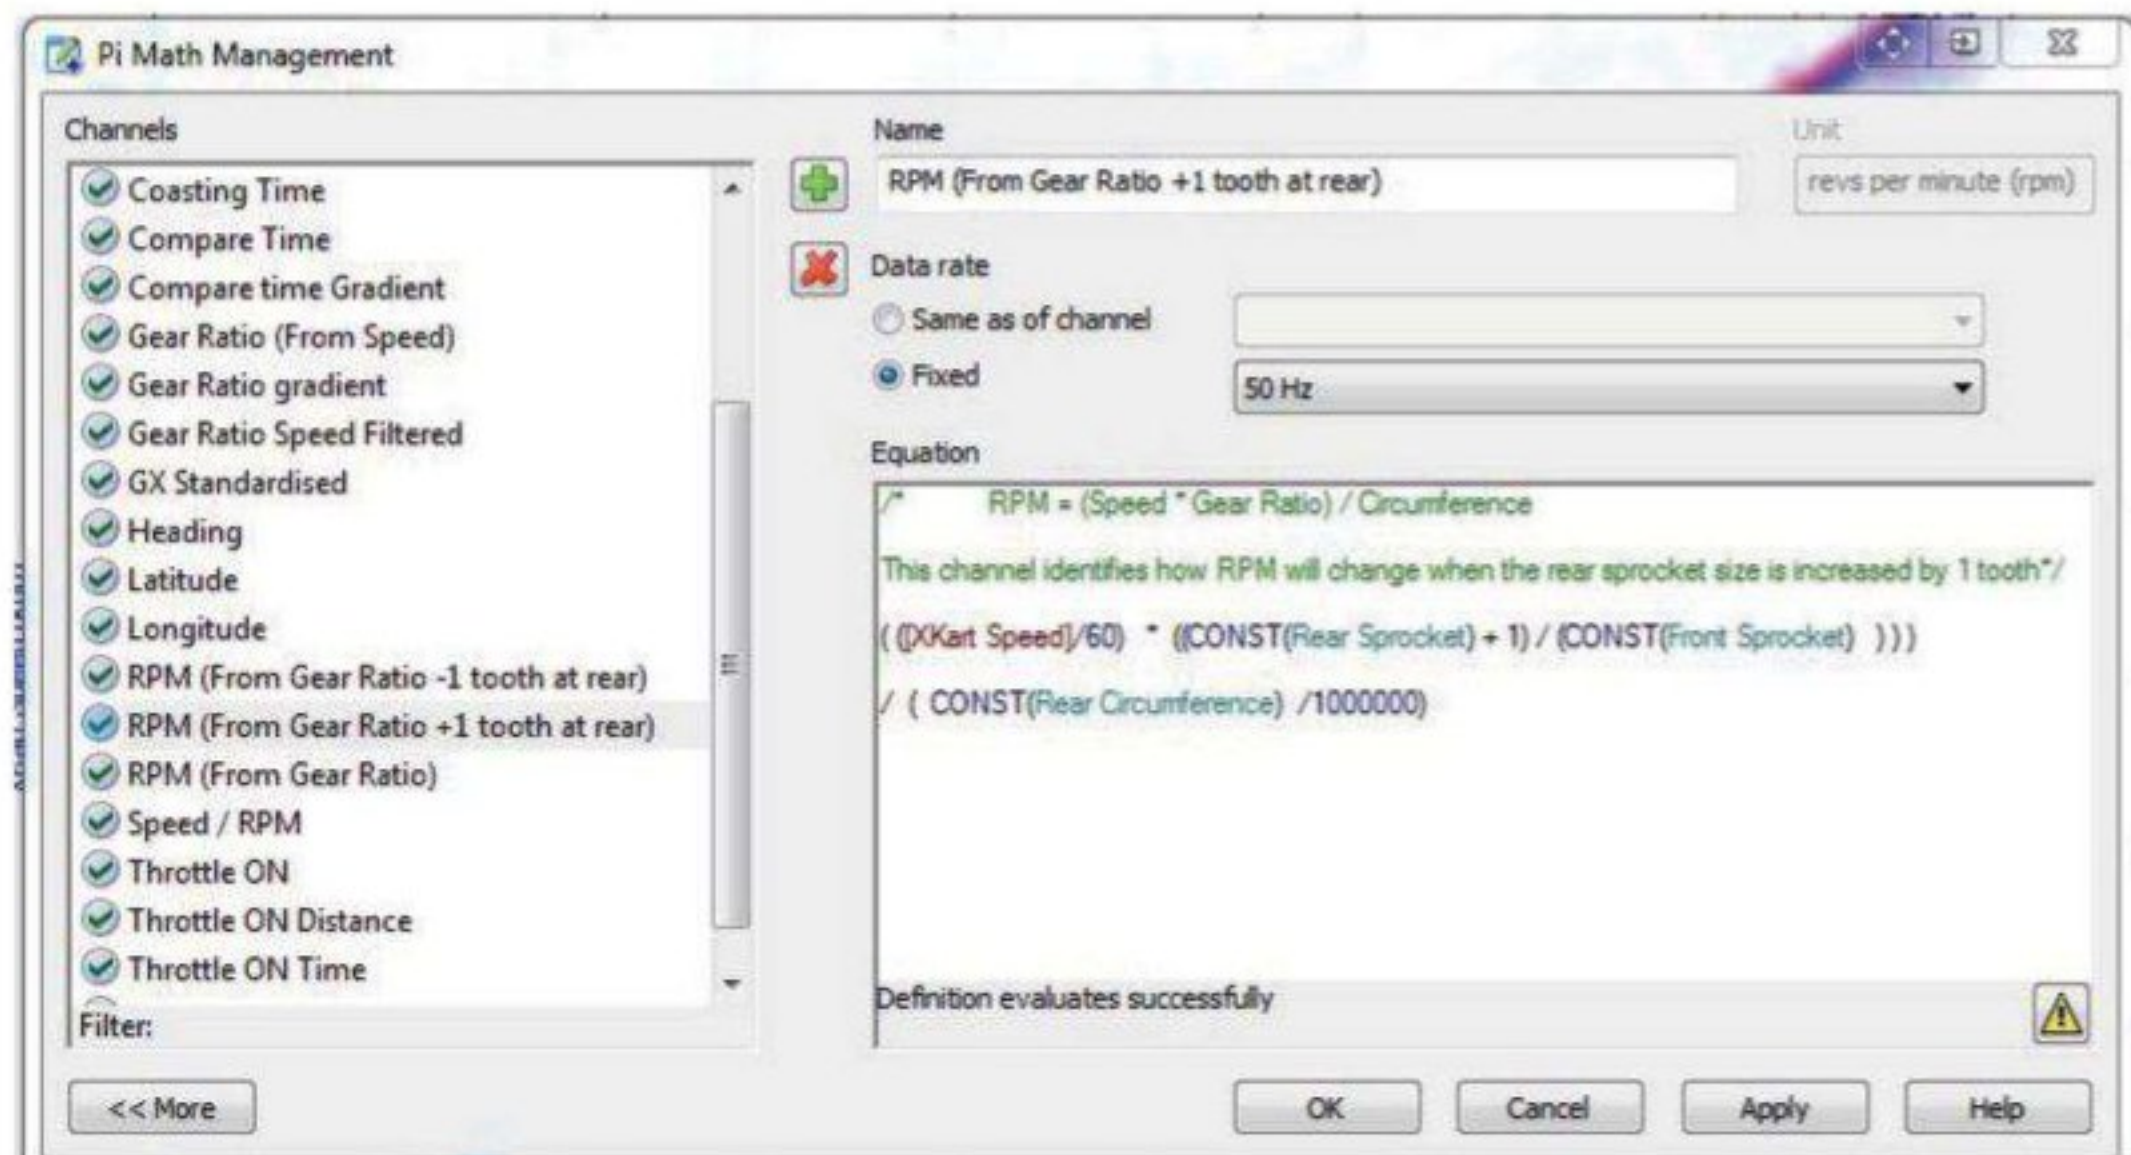 Pi Math Management
Channels
Coasting Time
Compare Time
Compare time Gradient
Gear Ratio (From Speed)
Gear Ratio gradient
Gear Ratio Speed Filtered
GX Standardised
Heading
Latitude
Longitude
RPM (From Gear Ratio -1 tooth at rear)
RPM (From Gear Ratio +1 tooth at rear)
RPM (From Gear Ratio)
Speed / RPM
Throttle ON
Throttle ON Distance
Throttle ON Time
Filter:
<< More
Name
Unit
RPM (From Gear Ratio +1 tooth at rear)
revs per minute (rpm)
Data rate
Same as of channel
Fixed
50 Hz
Equation
/* RPM = (Speed * Gear Ratio) / Circumference
This channel identifies how RPM will change when the rear sprocket size is increased by 1 tooth*/
( ([XKart Speed]/60) * ((CONST(Rear Sprocket) + 1) / (CONST(Front Sprocket) )))
/ ( CONST(Rear Circumference) /1000000)
Definition evaluates successfully
OK
Cancel
Apply
Help